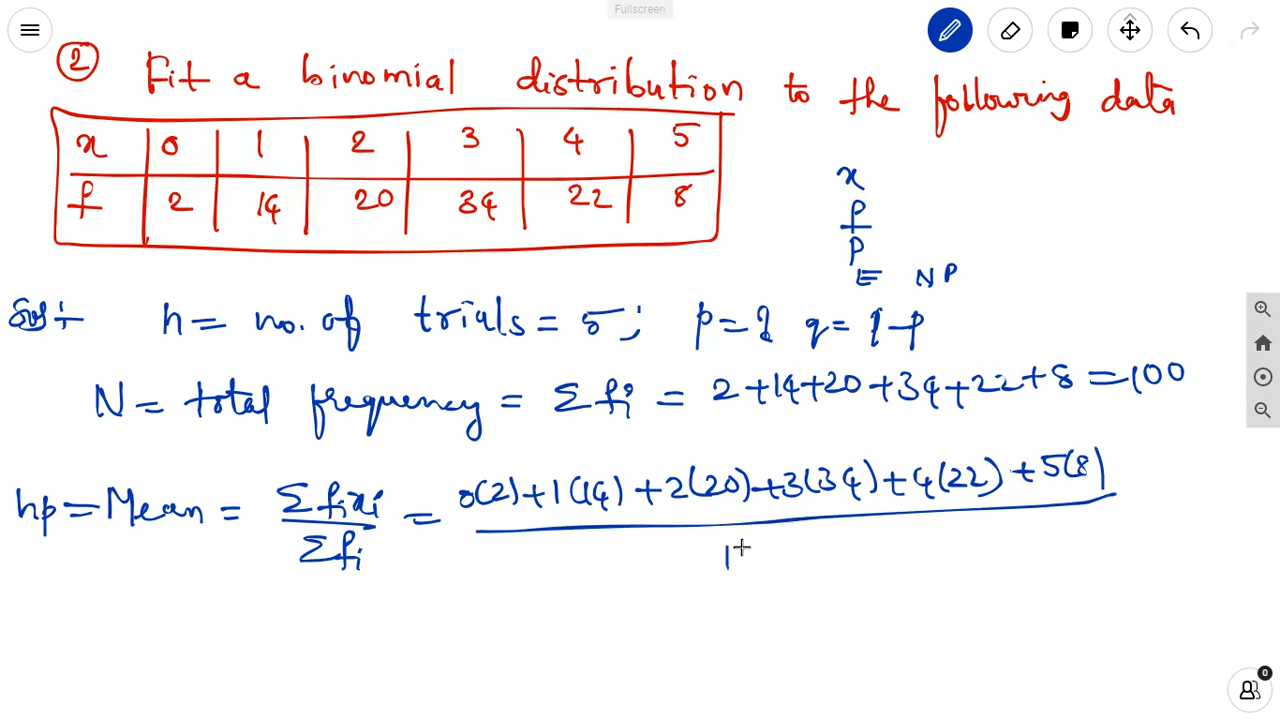 Fullscreen
② Fit a binomial distribution to the following data
x 0 1 2 3 4 5
f 2 14 20 34 22 8
x
f
P
E NP
Sol:- n = no. of trials = 5; p = ? q = 1-p
N = total frequency = Σfi = 2+14+20+34+22+8 = 100
np = Mean = Σfixi / Σfi = 0(2)+1(14)+2(20)+3(34)+4(22)+5(8)
1
0